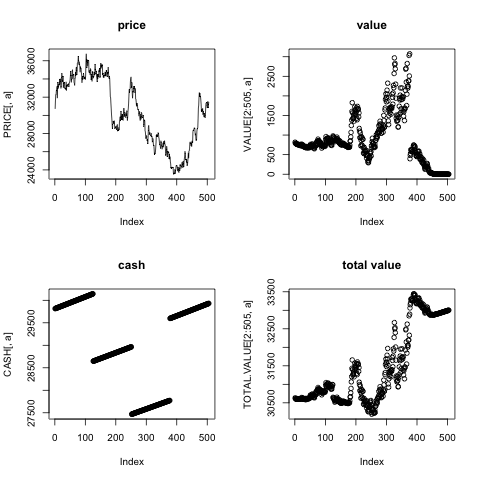 price
value
PRICE[, a]
24000 28000 32000 36000
VALUE[2:505, a]
0 500 1500 2500
0 100 200 300 400 500
0 100 200 300 400 500
Index
Index
cash
total value
CASH[, a]
27500 28500 29500
TOTAL.VALUE[2:505, a]
30500 31500 32500 33500
0 100 200 300 400 500
0 100 200 300 400 500
Index
Index